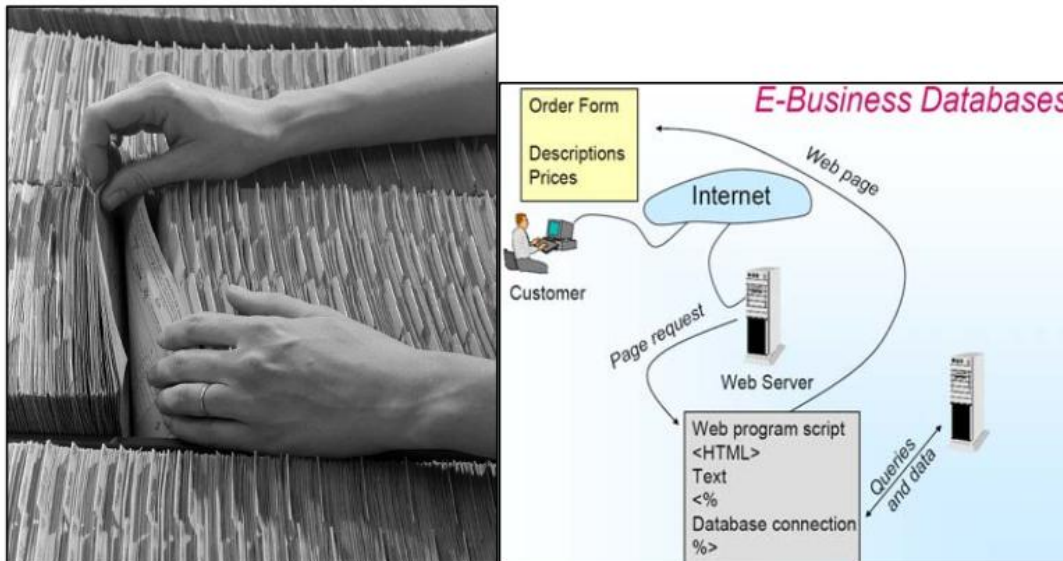 E-Business Databases
Order Form
Descriptions
Prices
Web page
Internet
Customer
Page request
Web Server
Web program script
<HTML>
Text
<%
Database connection
%>
Queries
and data